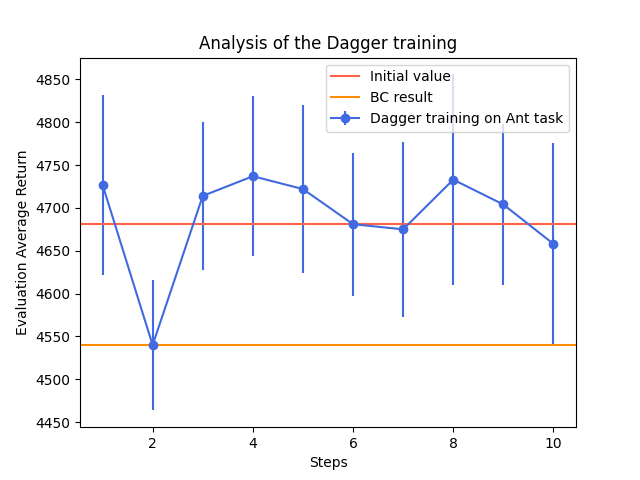 Analysis of the Dagger training
Initial value
BC result
Dagger training on Ant task
Evaluation Average Return
4850
4800
4750
4700
4650
4600
4550
4500
4450
2
4
6
8
10
Steps